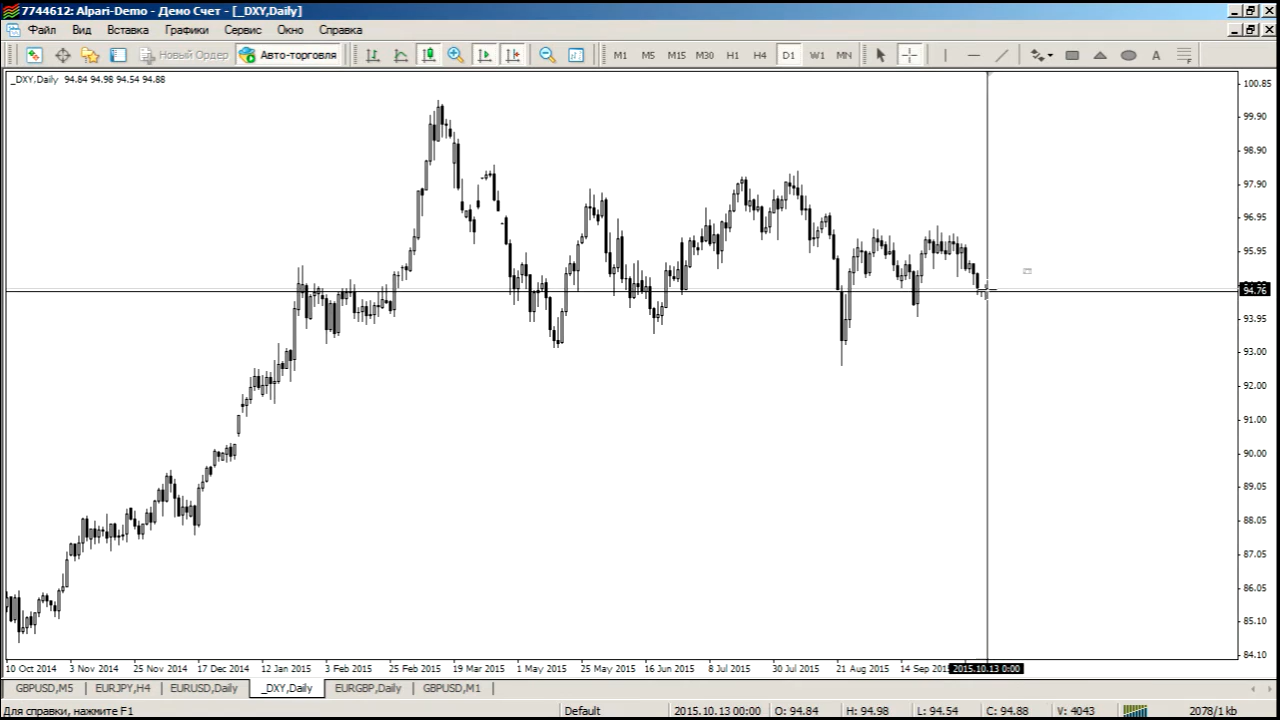 7744612: Alpari-Demo - Демо Счет - [_DXY,Daily]
Файл Вид Вставка Графики Сервис Окно Справка
Новый Ордер Авто-торговля M1 M5 M15 M30 H1 H4 D1 W1 MN A F
_DXY,Daily 94.84 94.98 94.54 94.88
100.85
99.90
98.90
97.90
96.95
95.95
94.76
93.95
93.00
92.00
91.00
90.00
89.05
88.05
87.05
86.05
85.10
84.10
10 Oct 2014 3 Nov 2014 25 Nov 2014 17 Dec 2014 12 Jan 2015 3 Feb 2015 25 Feb 2015 19 Mar 2015 1 May 2015 25 May 2015 16 Jun 2015 8 Jul 2015 30 Jul 2015 21 Aug 2015 14 Sep 2015 2015.10.13 0:00
GBPUSD,M5 EURJPY,H4 EURUSD,Daily _DXY,Daily EURGBP,Daily GBPUSD,M1
Для справки, нажмите F1 Default 2015.10.13 00:00 O: 94.84 H: 94.98 L: 94.54 C: 94.88 V: 4043 2078/1 kb